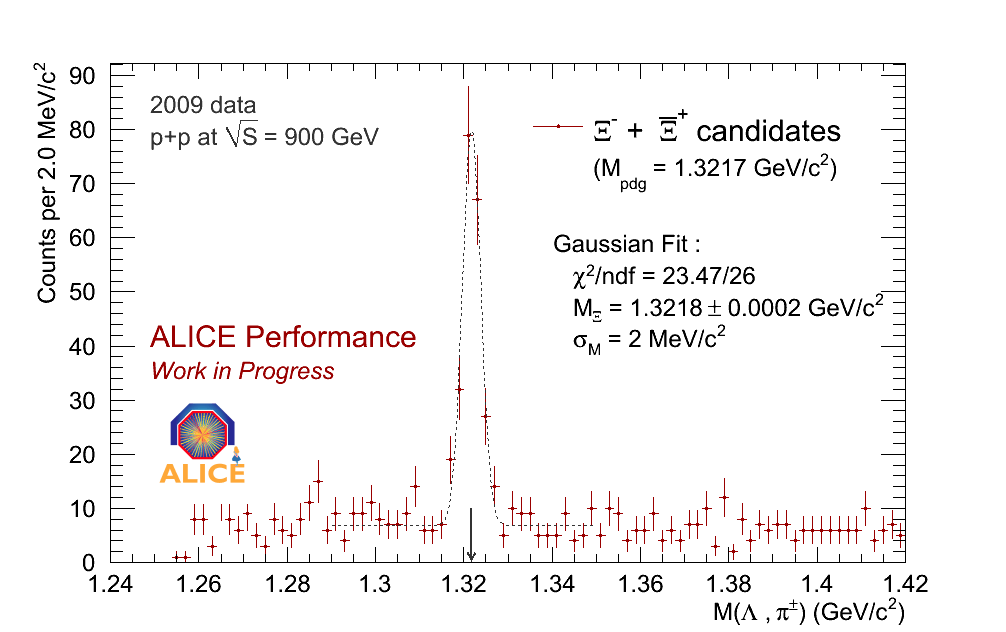 Counts per 2.0 MeV/c²
90
80
70
60
50
40
30
20
10
0
2009 data
p+p at √S = 900 GeV
Ξ⁻ + Ξ̅⁺ candidates
(M_pdg = 1.3217 GeV/c²)
Gaussian Fit :
χ²/ndf = 23.47/26
M_Ξ = 1.3218 ± 0.0002 GeV/c²
σ_M = 2 MeV/c²
ALICE Performance
Work in Progress
ALICE
1.24 1.26 1.28 1.3 1.32 1.34 1.36 1.38 1.4 1.42
M(Λ , π±) (GeV/c²)